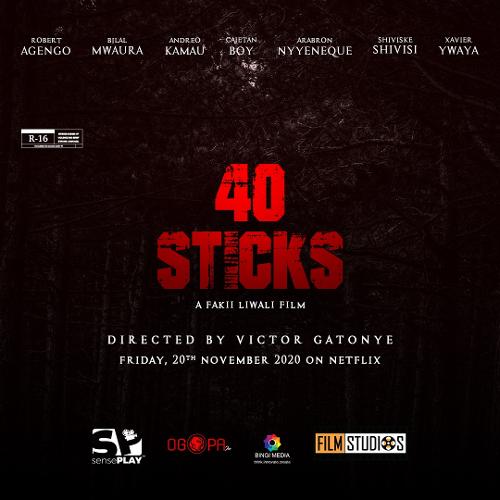 ROBERT BILAL ANDREO CAJETAN ARABRON SHIVISKE XAVIER
AGENGO MWAURA KAMAU BOY NYYENEQUE SHIVISI YWAYA
R-16
40
STICKS
A FAKII LIWALI FILM
DIRECTED BY VICTOR GATONYE
FRIDAY, 20TH NOVEMBER 2020 ON NETFLIX
SP
sensePLAY
OGOPA
BINGI MEDIA
FILM STUDIOS